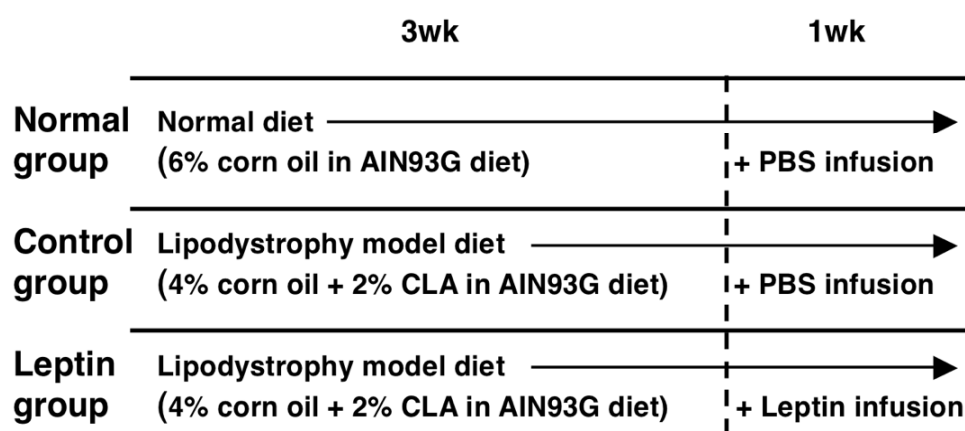 3wk 1wk
Normal group
Normal diet
(6% corn oil in AIN93G diet)
+ PBS infusion
Control group
Lipodystrophy model diet
(4% corn oil + 2% CLA in AIN93G diet)
+ PBS infusion
Leptin group
Lipodystrophy model diet
(4% corn oil + 2% CLA in AIN93G diet)
+ Leptin infusion